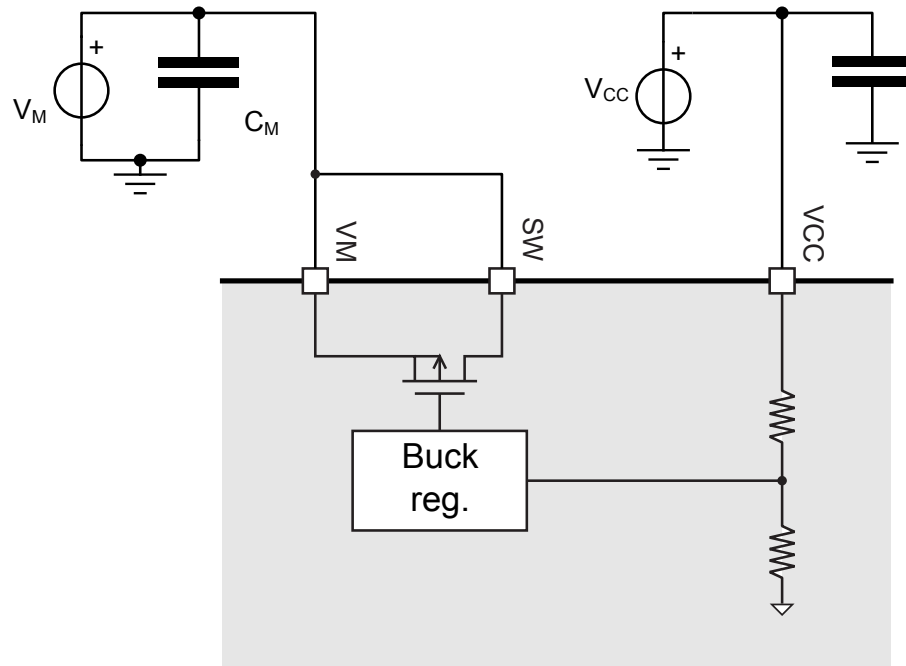 +
V_M
C_M
+
V_CC
VM
SW
VCC
Buck
reg.